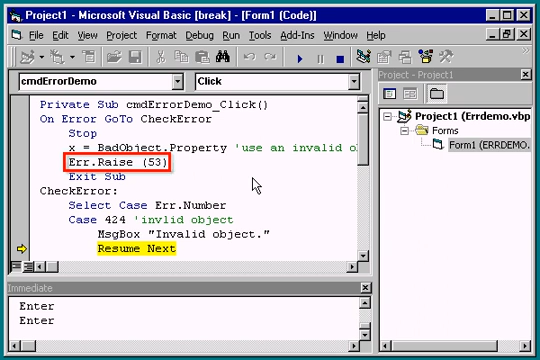 Project1 - Microsoft Visual Basic [break] - [Form1 (Code)]
File Edit View Project Format Debug Run Tools Add-Ins Window Help
cmdErrorDemo Click
Private Sub cmdErrorDemo_Click()
On Error GoTo CheckError
Stop
x = BadObject.Property 'use an invalid o
Err.Raise (53)
Exit Sub
CheckError:
Select Case Err.Number
Case 424 'invlid object
MsgBox "Invalid object."
Resume Next
Immediate
Enter
Enter
Project - Project1
Project1 (Errdemo.vbp
Forms
Form1 (ERRDEMO.